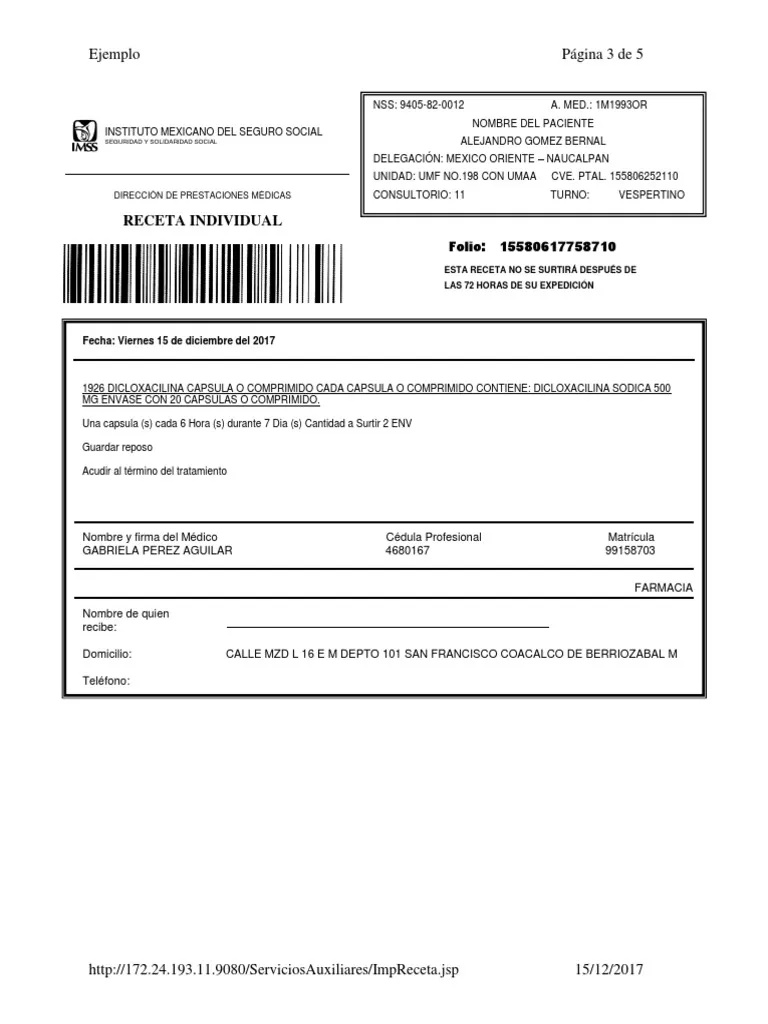 Ejemplo Página 3 de 5
IMSS
INSTITUTO MEXICANO DEL SEGURO SOCIAL
SEGURIDAD Y SOLIDARIDAD SOCIAL
DIRECCIÓN DE PRESTACIONES MÉDICAS
RECETA INDIVIDUAL
NSS: 9405-82-0012 A. MED.: 1M1993OR
NOMBRE DEL PACIENTE
ALEJANDRO GOMEZ BERNAL
DELEGACIÓN: MEXICO ORIENTE – NAUCALPAN
UNIDAD: UMF NO.198 CON UMAA CVE. PTAL. 155806252110
CONSULTORIO: 11 TURNO: VESPERTINO
Folio: 15580617758710
ESTA RECETA NO SE SURTIRÁ DESPUÉS DE
LAS 72 HORAS DE SU EXPEDICIÓN
Fecha: Viernes 15 de diciembre del 2017
1926 DICLOXACILINA CAPSULA O COMPRIMIDO CADA CAPSULA O COMPRIMIDO CONTIENE: DICLOXACILINA SODICA 500
MG ENVASE CON 20 CAPSULAS O COMPRIMIDO.
Una capsula (s) cada 6 Hora (s) durante 7 Dia (s) Cantidad a Surtir 2 ENV
Guardar reposo
Acudir al término del tratamiento
Nombre y firma del Médico Cédula Profesional Matrícula
GABRIELA PEREZ AGUILAR 4680167 99158703
FARMACIA
Nombre de quien
recibe:
Domicilio: CALLE MZD L 16 E M DEPTO 101 SAN FRANCISCO COACALCO DE BERRIOZABAL M
Teléfono:
http://172.24.193.11.9080/ServiciosAuxiliares/ImpReceta.jsp 15/12/2017